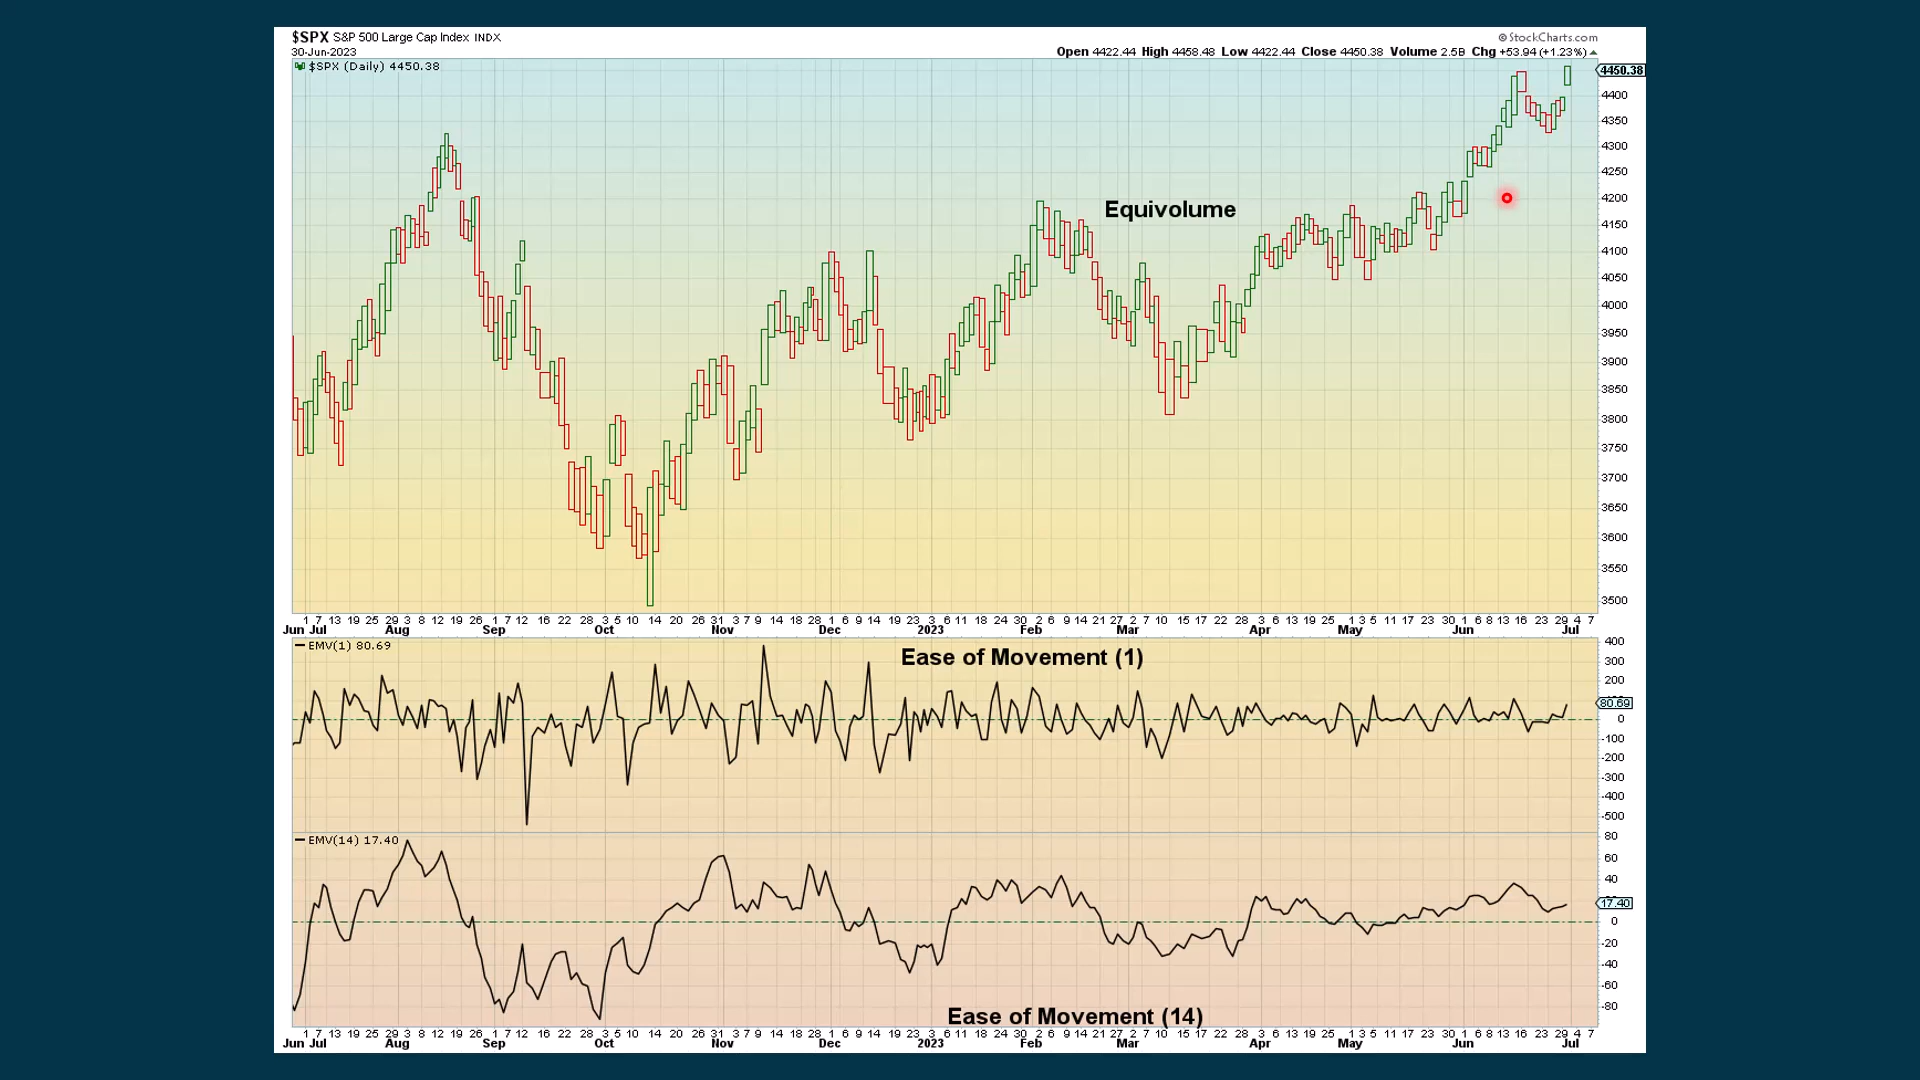 $SPX S&P 500 Large Cap Index INDX
© StockCharts.com
30-Jun-2023
Open 4422.44 High 4458.48 Low 4422.44 Close 4450.38 Volume 2.5B Chg +53.94 (+1.23%)
$SPX (Daily) 4450.38
4450.38
4400
4350
4300
4250
4200
Equivolume
4150
4100
4050
4000
3950
3900
3850
3800
3750
3700
3650
3600
3550
3500
1 7 13 19 25 29 3 8 12 19 26 1 7 12 16 22 28 3 5 10 14 20 26 31 3 7 9 14 18 28 1 6 9 14 19 23 3 6 11 18 24 30 2 6 9 14 21 27 2 7 10 15 17 22 28 3 6 13 19 25 1 3 5 11 17 23 30 1 6 8 13 16 23 29 4 7
Jun Jul Aug Sep Oct Nov Dec 2023 Feb Mar Apr May Jun Jul
EMV(1) 80.69
Ease of Movement (1)
400
300
200
80.69
0
-100
-200
-300
-400
-500
EMV(14) 17.40
80
60
40
17.40
0
-20
-40
-60
-80
Ease of Movement (14)
1 7 13 19 25 29 3 8 12 19 26 1 7 12 16 22 28 3 5 10 14 20 26 31 3 7 9 14 18 28 1 6 9 14 19 23 3 6 11 18 24 30 2 6 9 14 21 27 2 7 10 15 17 22 28 3 6 13 19 25 1 3 5 11 17 23 30 1 6 8 13 16 23 29 4 7
Jun Jul Aug Sep Oct Nov Dec 2023 Feb Mar Apr May Jun Jul